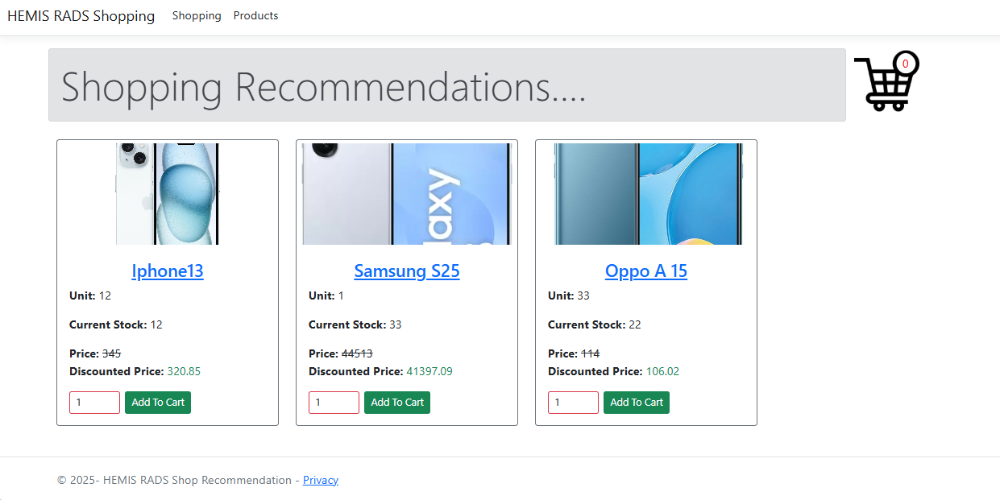 HEMIS RADS Shopping Shopping Products
Shopping Recommendations....
0
laxy
Iphone13
Unit: 12
Current Stock: 12
Price: 345
Discounted Price: 320.85
1 Add To Cart
Samsung S25
Unit: 1
Current Stock: 33
Price: 44513
Discounted Price: 41397.09
1 Add To Cart
Oppo A 15
Unit: 33
Current Stock: 22
Price: 114
Discounted Price: 106.02
1 Add To Cart
© 2025- HEMIS RADS Shop Recommendation - Privacy